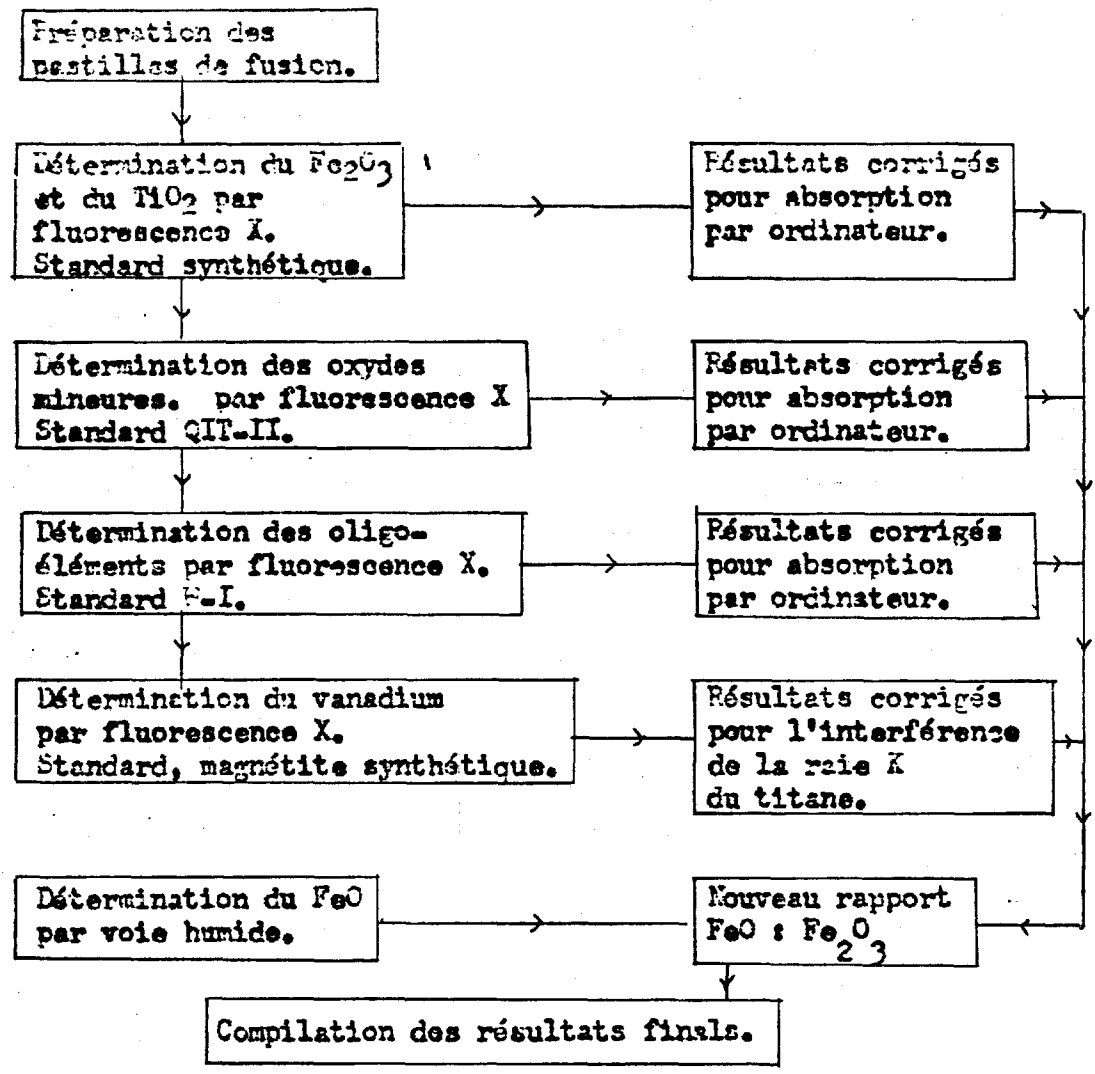 Préparation des
pastilles de fusion.
Détermination du Fe2O3
et du TiO2 par
fluorescence X.
Standard synthétique.
Résultats corrigés
pour absorption
par ordinateur.
Détermination des oxydes
mineures. par fluorescence X
Standard QIT-II.
Résultats corrigés
pour absorption
par ordinateur.
Détermination des oligo-
éléments par fluorescence X.
Standard -I.
Résultats corrigés
pour absorption
par ordinateur.
Détermination du vanadium
par fluorescence X.
Standard, magnétite synthétique.
Résultats corrigés
pour l'interférence
de la raie K
du titane.
Détermination du FeO
par voie humide.
Nouveau rapport
FeO : Fe2O3
Compilation des résultats finals.